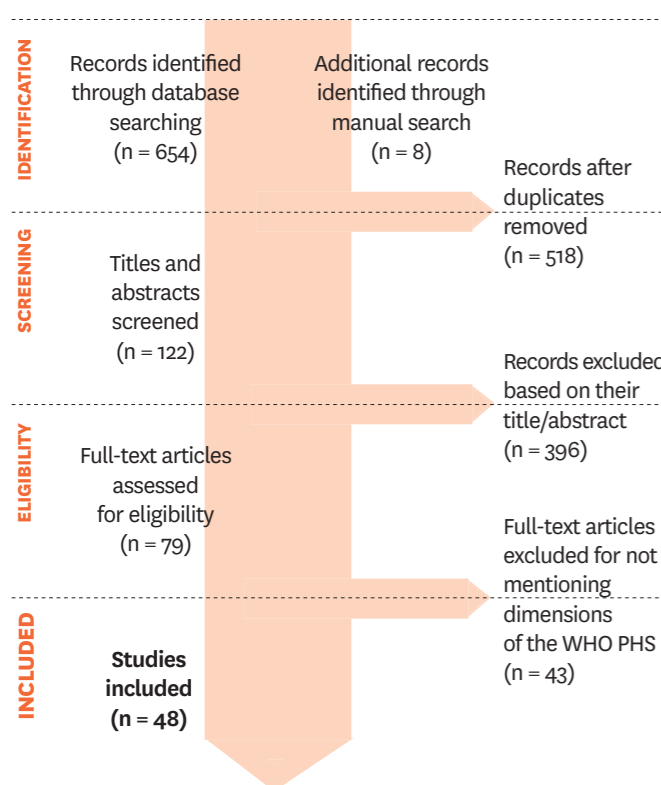 IDENTIFICATION
Records identified
through database
searching
(n = 654)
Additional records
identified through
manual search
(n = 8)
Records after
duplicates
removed
(n = 518)
SCREENING
Titles and
abstracts
screened
(n = 122)
Records excluded
based on their
title/abstract
(n = 396)
ELIGIBILITY
Full-text articles
assessed
for eligibility
(n = 79)
Full-text articles
excluded for not
mentioning
dimensions
of the WHO PHS
(n = 43)
INCLUDED
Studies
included
(n = 48)